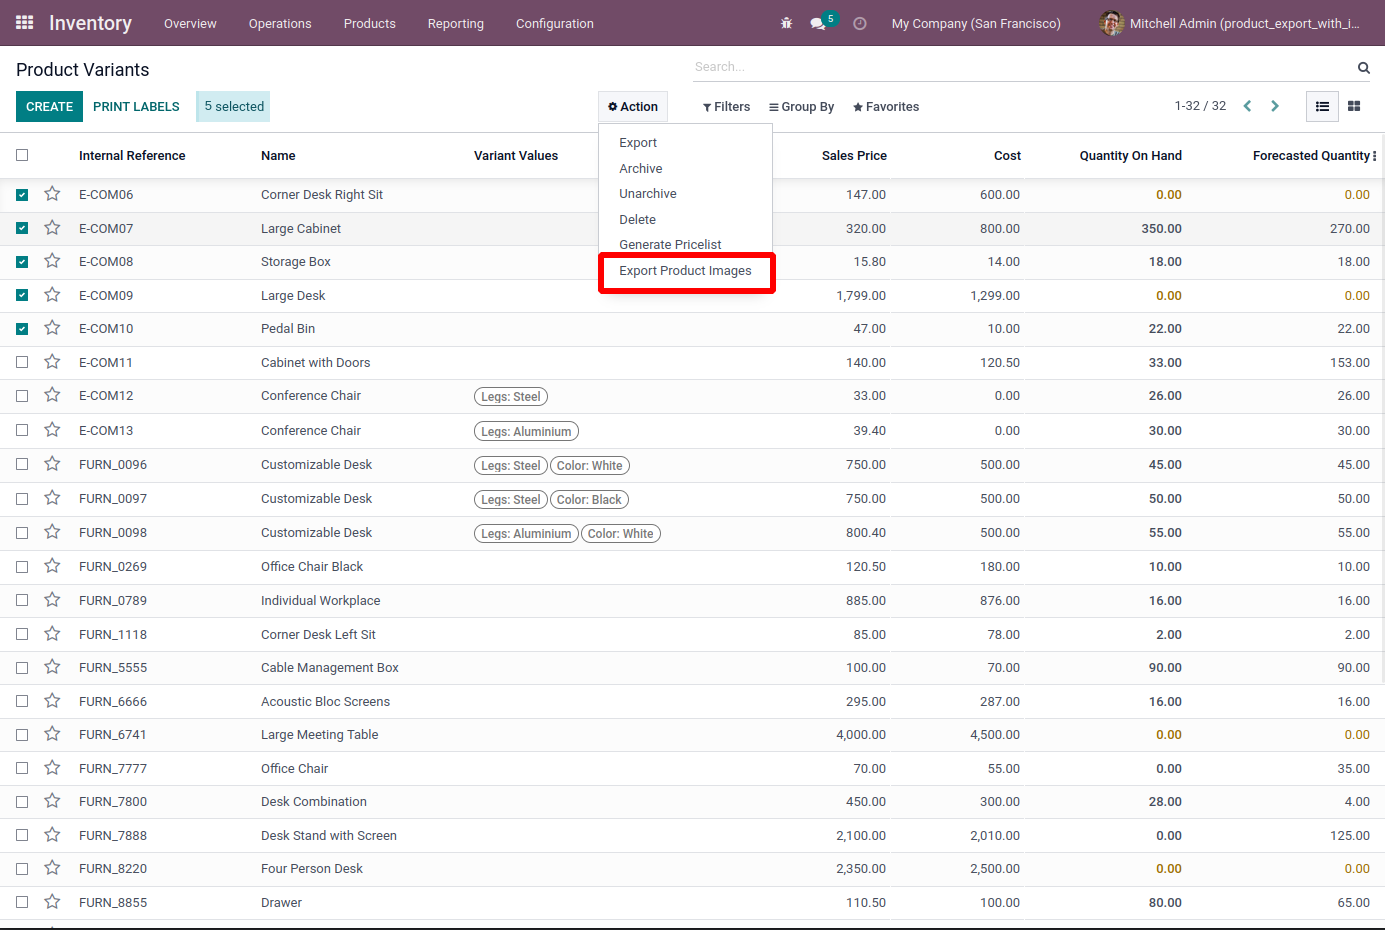 Inventory Overview Operations Products Reporting Configuration 5 My Company (San Francisco) Mitchell Admin (product_export_with_i...
Product Variants Search...
CREATE PRINT LABELS 5 selected Action Filters Group By Favorites 1-32 / 32
Export
Archive
Unarchive
Delete
Generate Pricelist
Export Product Images
Internal Reference Name Variant Values Sales Price Cost Quantity On Hand Forecasted Quantity
E-COM06 Corner Desk Right Sit 147.00 600.00 0.00 0.00
E-COM07 Large Cabinet 320.00 800.00 350.00 270.00
E-COM08 Storage Box 15.80 14.00 18.00 18.00
E-COM09 Large Desk 1,799.00 1,299.00 0.00 0.00
E-COM10 Pedal Bin 47.00 10.00 22.00 22.00
E-COM11 Cabinet with Doors 140.00 120.50 33.00 153.00
E-COM12 Conference Chair Legs: Steel 33.00 0.00 26.00 26.00
E-COM13 Conference Chair Legs: Aluminium 39.40 0.00 30.00 30.00
FURN_0096 Customizable Desk Legs: Steel Color: White 750.00 500.00 45.00 45.00
FURN_0097 Customizable Desk Legs: Steel Color: Black 750.00 500.00 50.00 50.00
FURN_0098 Customizable Desk Legs: Aluminium Color: White 800.40 500.00 55.00 55.00
FURN_0269 Office Chair Black 120.50 180.00 10.00 10.00
FURN_0789 Individual Workplace 885.00 876.00 16.00 16.00
FURN_1118 Corner Desk Left Sit 85.00 78.00 2.00 2.00
FURN_5555 Cable Management Box 100.00 70.00 90.00 90.00
FURN_6666 Acoustic Bloc Screens 295.00 287.00 16.00 16.00
FURN_6741 Large Meeting Table 4,000.00 4,500.00 0.00 0.00
FURN_7777 Office Chair 70.00 55.00 0.00 35.00
FURN_7800 Desk Combination 450.00 300.00 28.00 4.00
FURN_7888 Desk Stand with Screen 2,100.00 2,010.00 0.00 125.00
FURN_8220 Four Person Desk 2,350.00 2,500.00 0.00 0.00
FURN_8855 Drawer 110.50 100.00 80.00 65.00